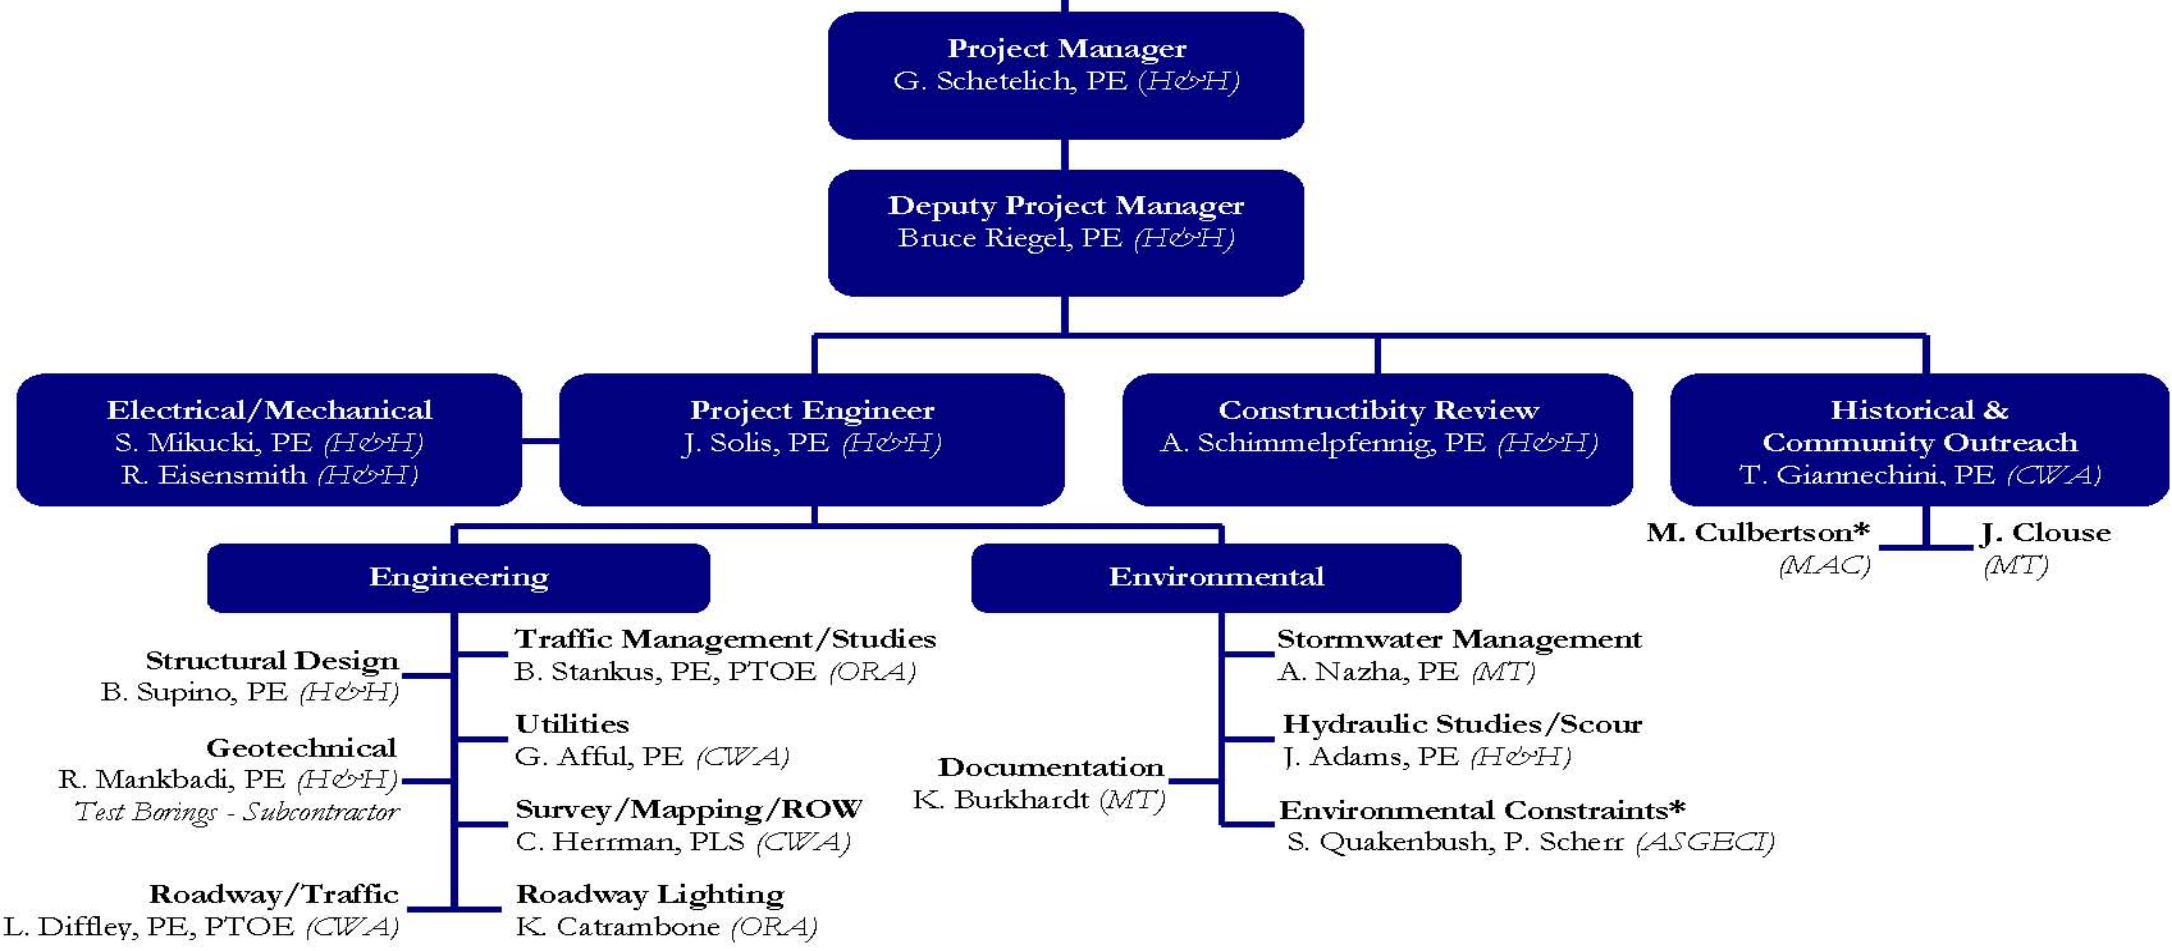 Project Manager
G. Schetelich, PE (H&H)
Deputy Project Manager
Bruce Riegel, PE (H&H)
Electrical/Mechanical
S. Mikucki, PE (H&H)
R. Eisensmith (H&H)
Project Engineer
J. Solis, PE (H&H)
Constructibity Review
A. Schimmelpfennig, PE (H&H)
Historical &
Community Outreach
T. Giannechini, PE (CWA)
M. Culbertson*
(MAC)
J. Clouse
(MT)
Engineering
Structural Design
B. Supino, PE (H&H)
Geotechnical
R. Mankbadi, PE (H&H)
Test Borings - Subcontractor
Roadway/Traffic
L. Diffley, PE, PTOE (CWA)
Traffic Management/Studies
B. Stankus, PE, PTOE (ORA)
Utilities
G. Afful, PE (CWA)
Survey/Mapping/ROW
C. Herrman, PLS (CWA)
Roadway Lighting
K. Catrambone (ORA)
Environmental
Documentation
K. Burkhardt (MT)
Stormwater Management
A. Nazha, PE (MT)
Hydraulic Studies/Scour
J. Adams, PE (H&H)
Environmental Constraints*
S. Quakenbush, P. Scherr (ASGECI)